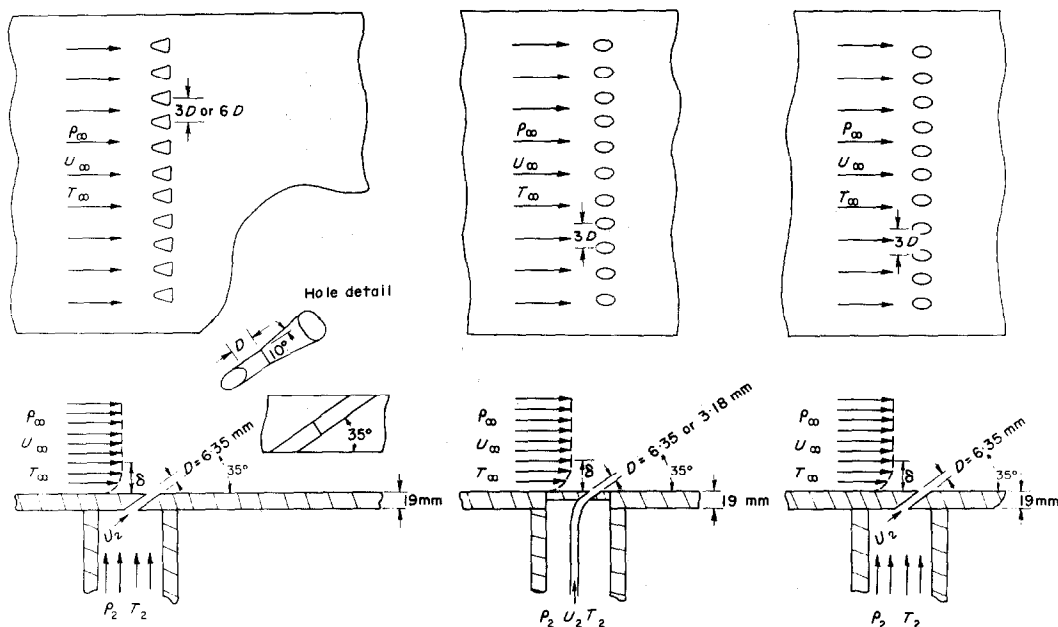 3D or 6D
ρ∞
U∞
T∞
Hole detail
D
10°
35°
ρ∞
U∞
T∞
δ
D = 6·35 mm
35°
19mm
U2
ρ2 T2
ρ∞
U∞
T∞
3D
ρ∞
U∞
T∞
δ
D = 6·35 or 3·18 mm
35°
19 mm
ρ2 U2 T2
ρ∞
U∞
T∞
3D
ρ∞
U∞
T∞
δ
D = 6·35 mm
35°
19mm
U2
ρ2 T2